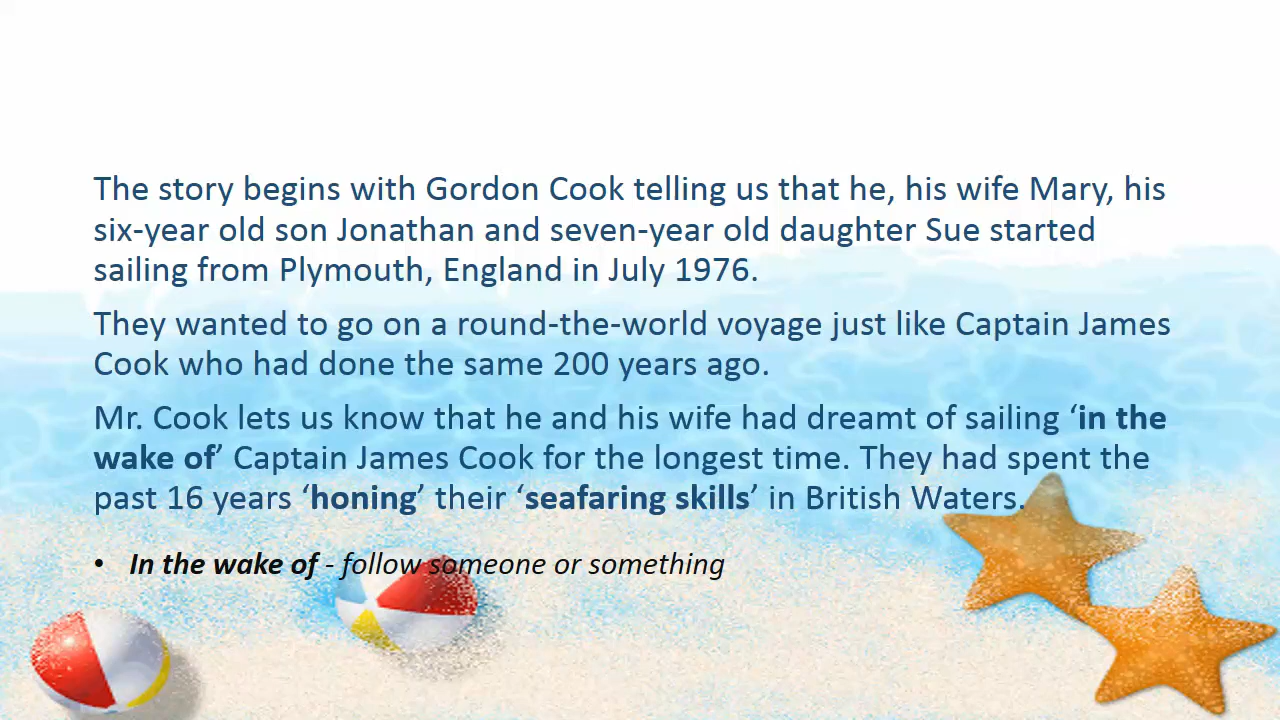 The story begins with Gordon Cook telling us that he, his wife Mary, his
six-year old son Jonathan and seven-year old daughter Sue started
sailing from Plymouth, England in July 1976.
They wanted to go on a round-the-world voyage just like Captain James
Cook who had done the same 200 years ago.
Mr. Cook lets us know that he and his wife had dreamt of sailing ‘in the
wake of’ Captain James Cook for the longest time. They had spent the
past 16 years ‘honing’ their ‘seafaring skills’ in British Waters.
• In the wake of - follow someone or something